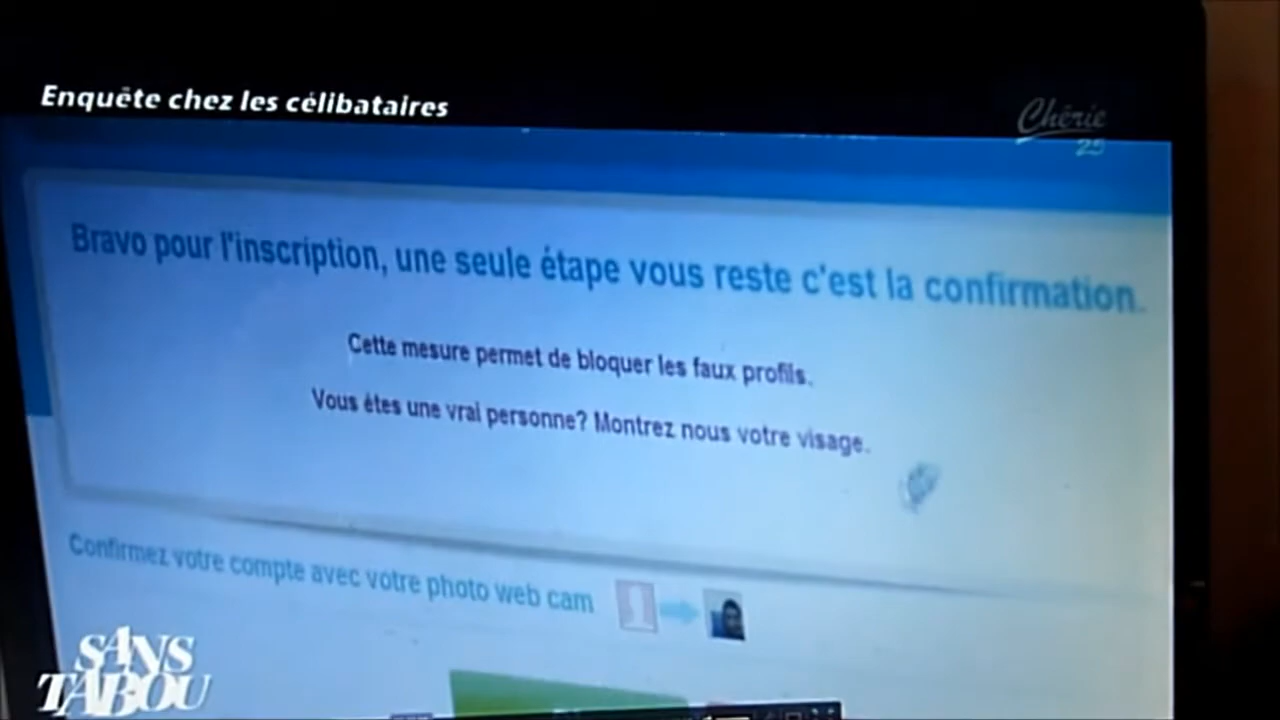 Enquête chez les célibataires
Chérie
25
Bravo pour l'inscription, une seule étape vous reste c'est la confirmation.
Cette mesure permet de bloquer les faux profils.
Vous étes une vrai personne? Montrez nous votre visage.
Confirmez votre compte avec votre photo web cam
SANS
TABOU